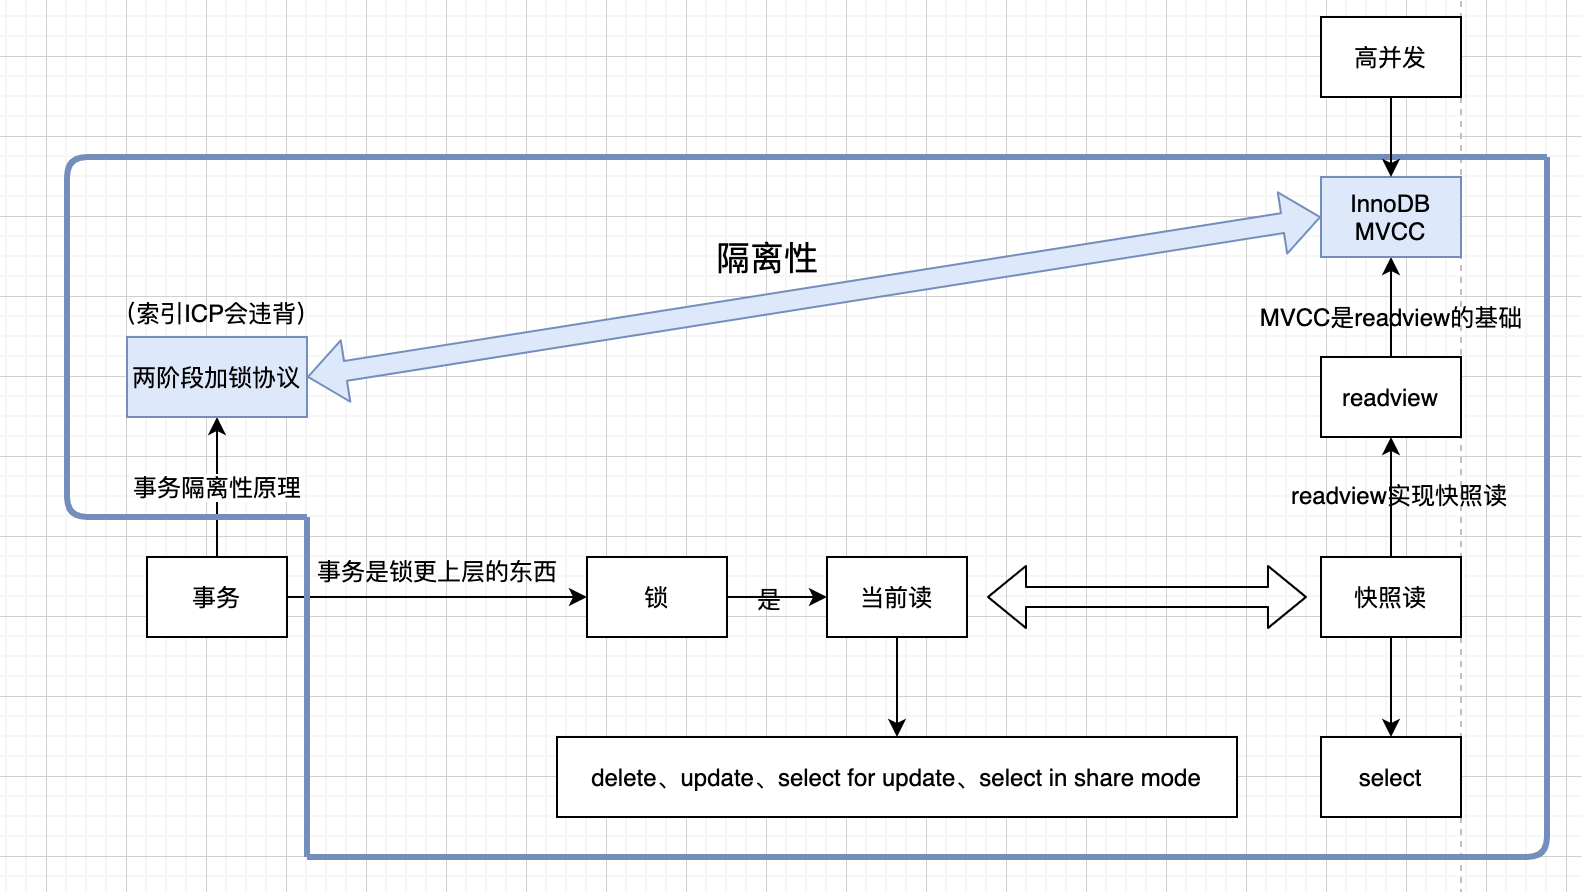 高并发
InnoDB
MVCC
隔离性
（索引ICP会违背）
MVCC是readview的基础
两阶段加锁协议
readview
事务隔离性原理
readview实现快照读
事务是锁更上层的东西
事务
锁
是
当前读
快照读
delete、update、select for update、select in share mode
select